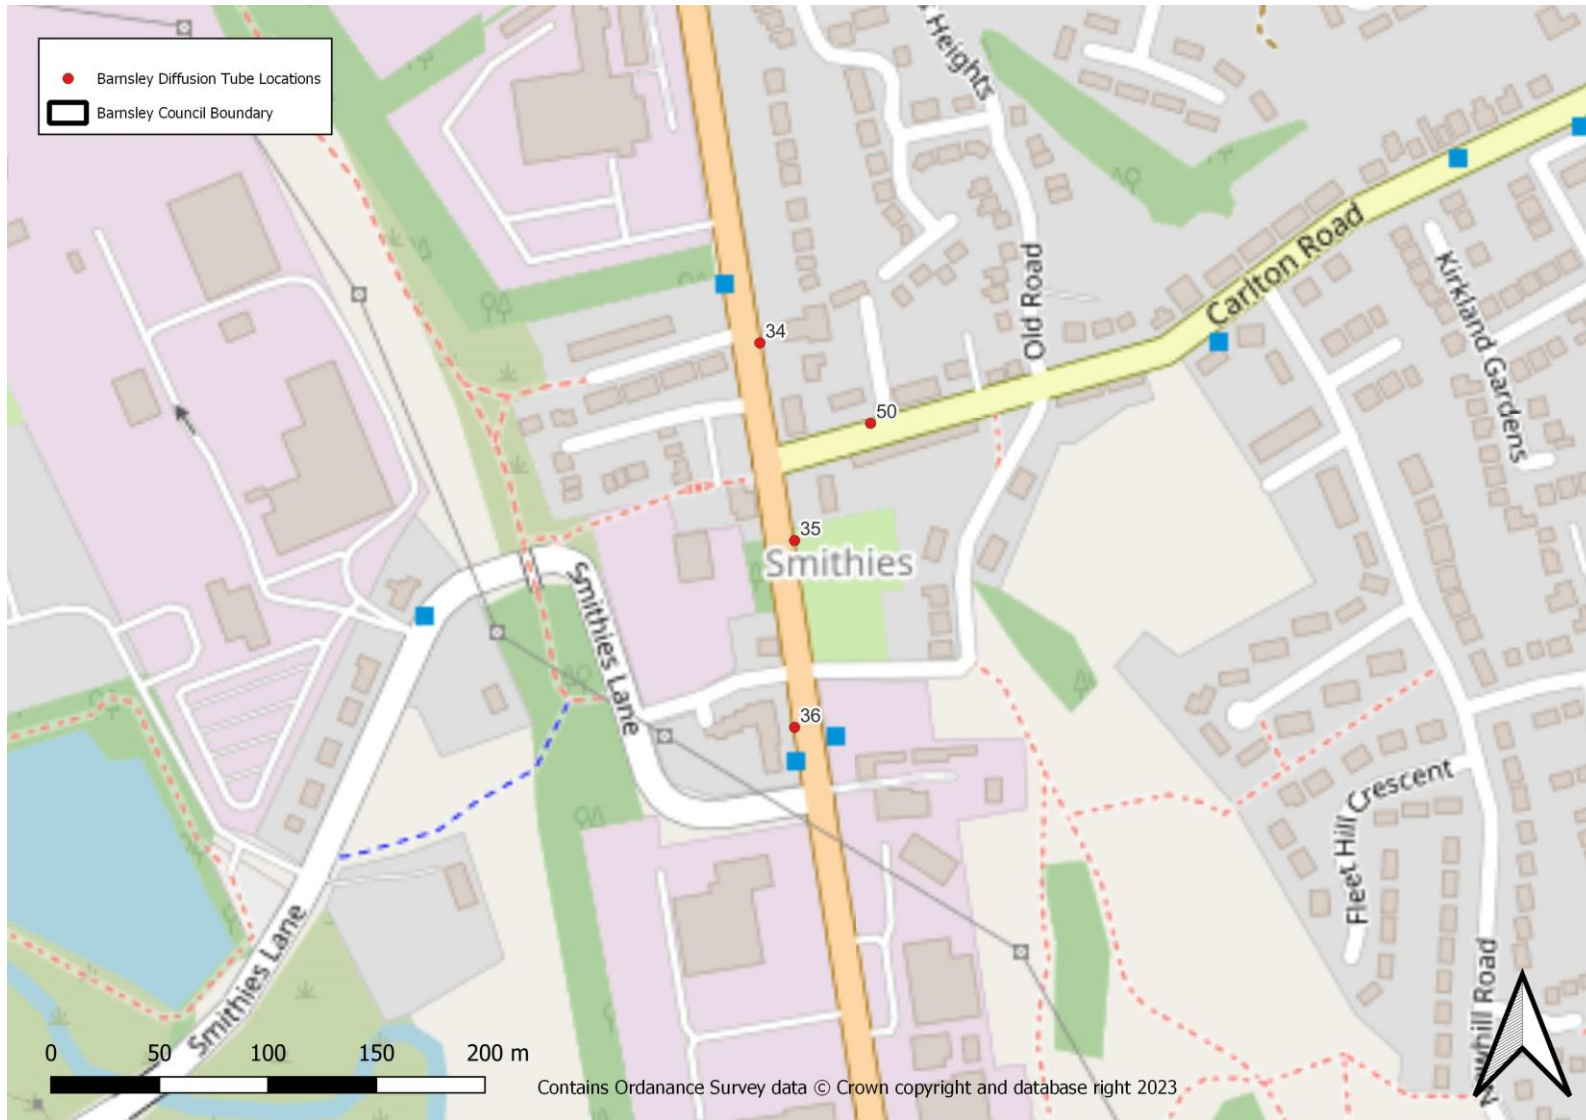 Barnsley Diffusion Tube Locations
Barnsley Council Boundary
Heights
Old Road
Carlton Road
Kirkland Gardens
34
50
35
Smithies
Smithies Lane
36
Fleet Hill Crescent
Smithies Lane
0 50 100 150 200 m
Contains Ordanance Survey data © Crown copyright and database right 2023
Road